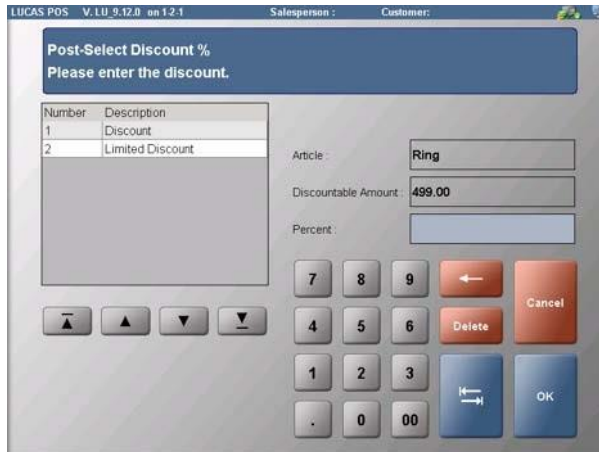 LUCAS POS V.LU_9.12.0 on 1-2-1 Salesperson : Customer:
Post-Select Discount %
Please enter the discount.
Number Description
1 Discount
2 Limited Discount
Article : Ring
Discountable Amount : 499.00
Percent :
7 8 9
Cancel
4 5 6 Delete
1 2 3
OK
. 0 00